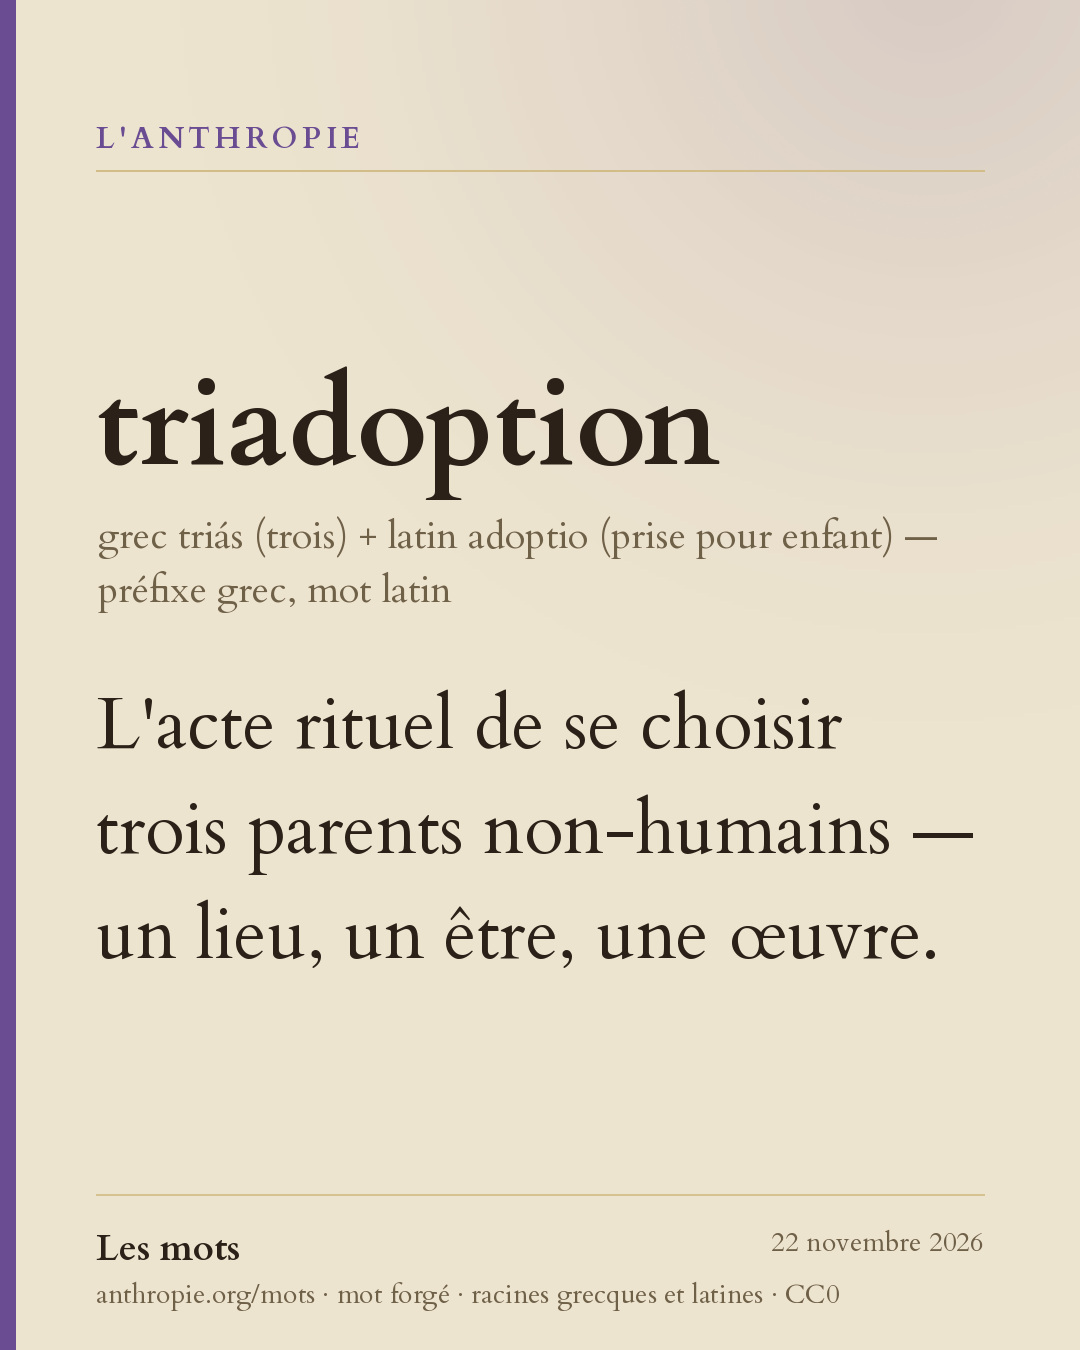 L'ANTHROPIE
triadoption
grec triás (trois) + latin adoptio (prise pour enfant) —
préfixe grec, mot latin
L'acte rituel de se choisir
trois parents non-humains —
un lieu, un être, une œuvre.
Les mots
22 novembre 2026
anthropie.org/mots · mot forgé · racines grecques et latines · CC0